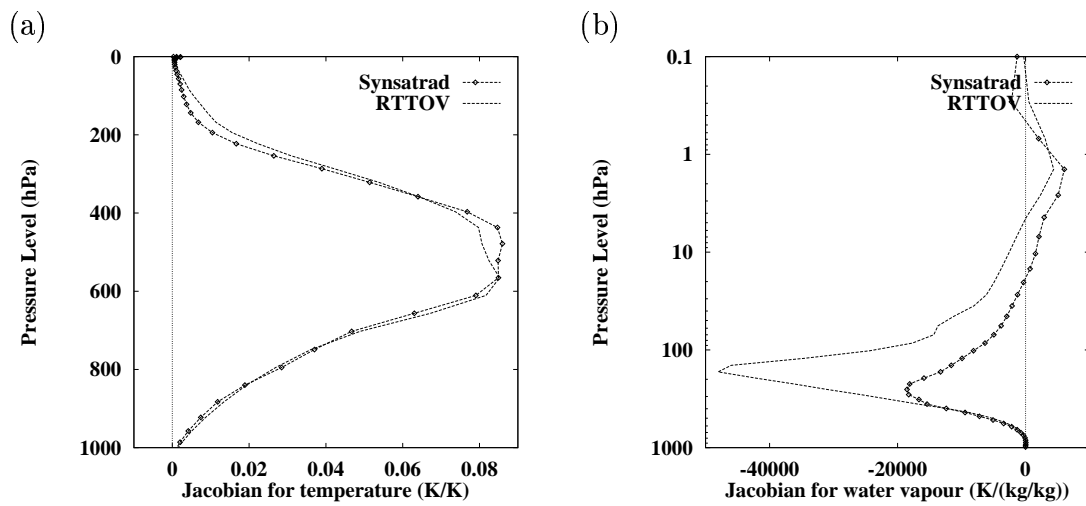 (a)
0
200
400
600
800
1000
Pressure Level (hPa)
Synsatrad
RTTOV
0
0.02
0.04
0.06
0.08
Jacobian for temperature (K/K)
(b)
0.1
1
10
100
1000
Pressure Level (hPa)
Synsatrad
RTTOV
-40000
-20000
0
Jacobian for water vapour (K/(kg/kg))